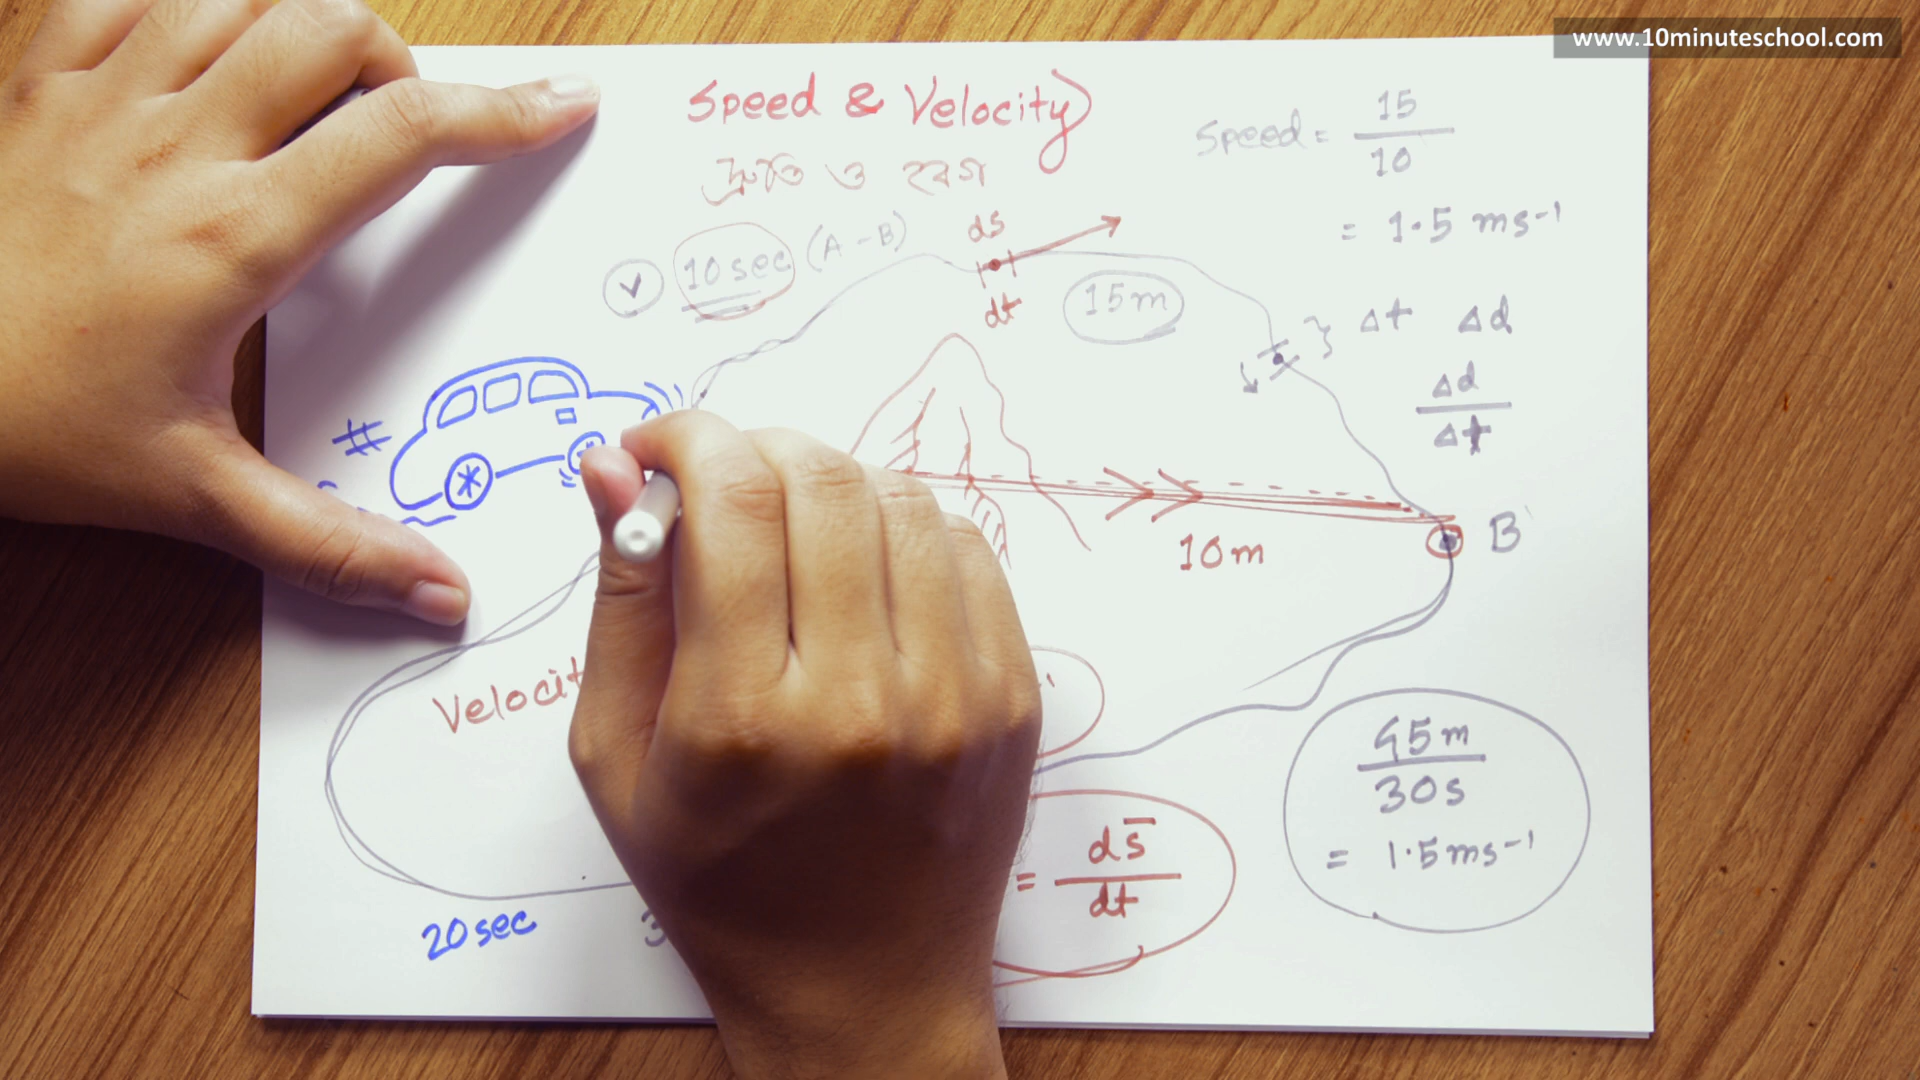 www.10minuteschool.com
Speed & Velocity
দ্রুতি ও বেগ
10 sec (A - B)
ds
dt
15m
Speed = 15
10
= 1.5 ms-1
Δt Δd
Δd
Δt
#
10m
B
20 sec
= ds̅
dt
45m
30s
= 1.5ms-1